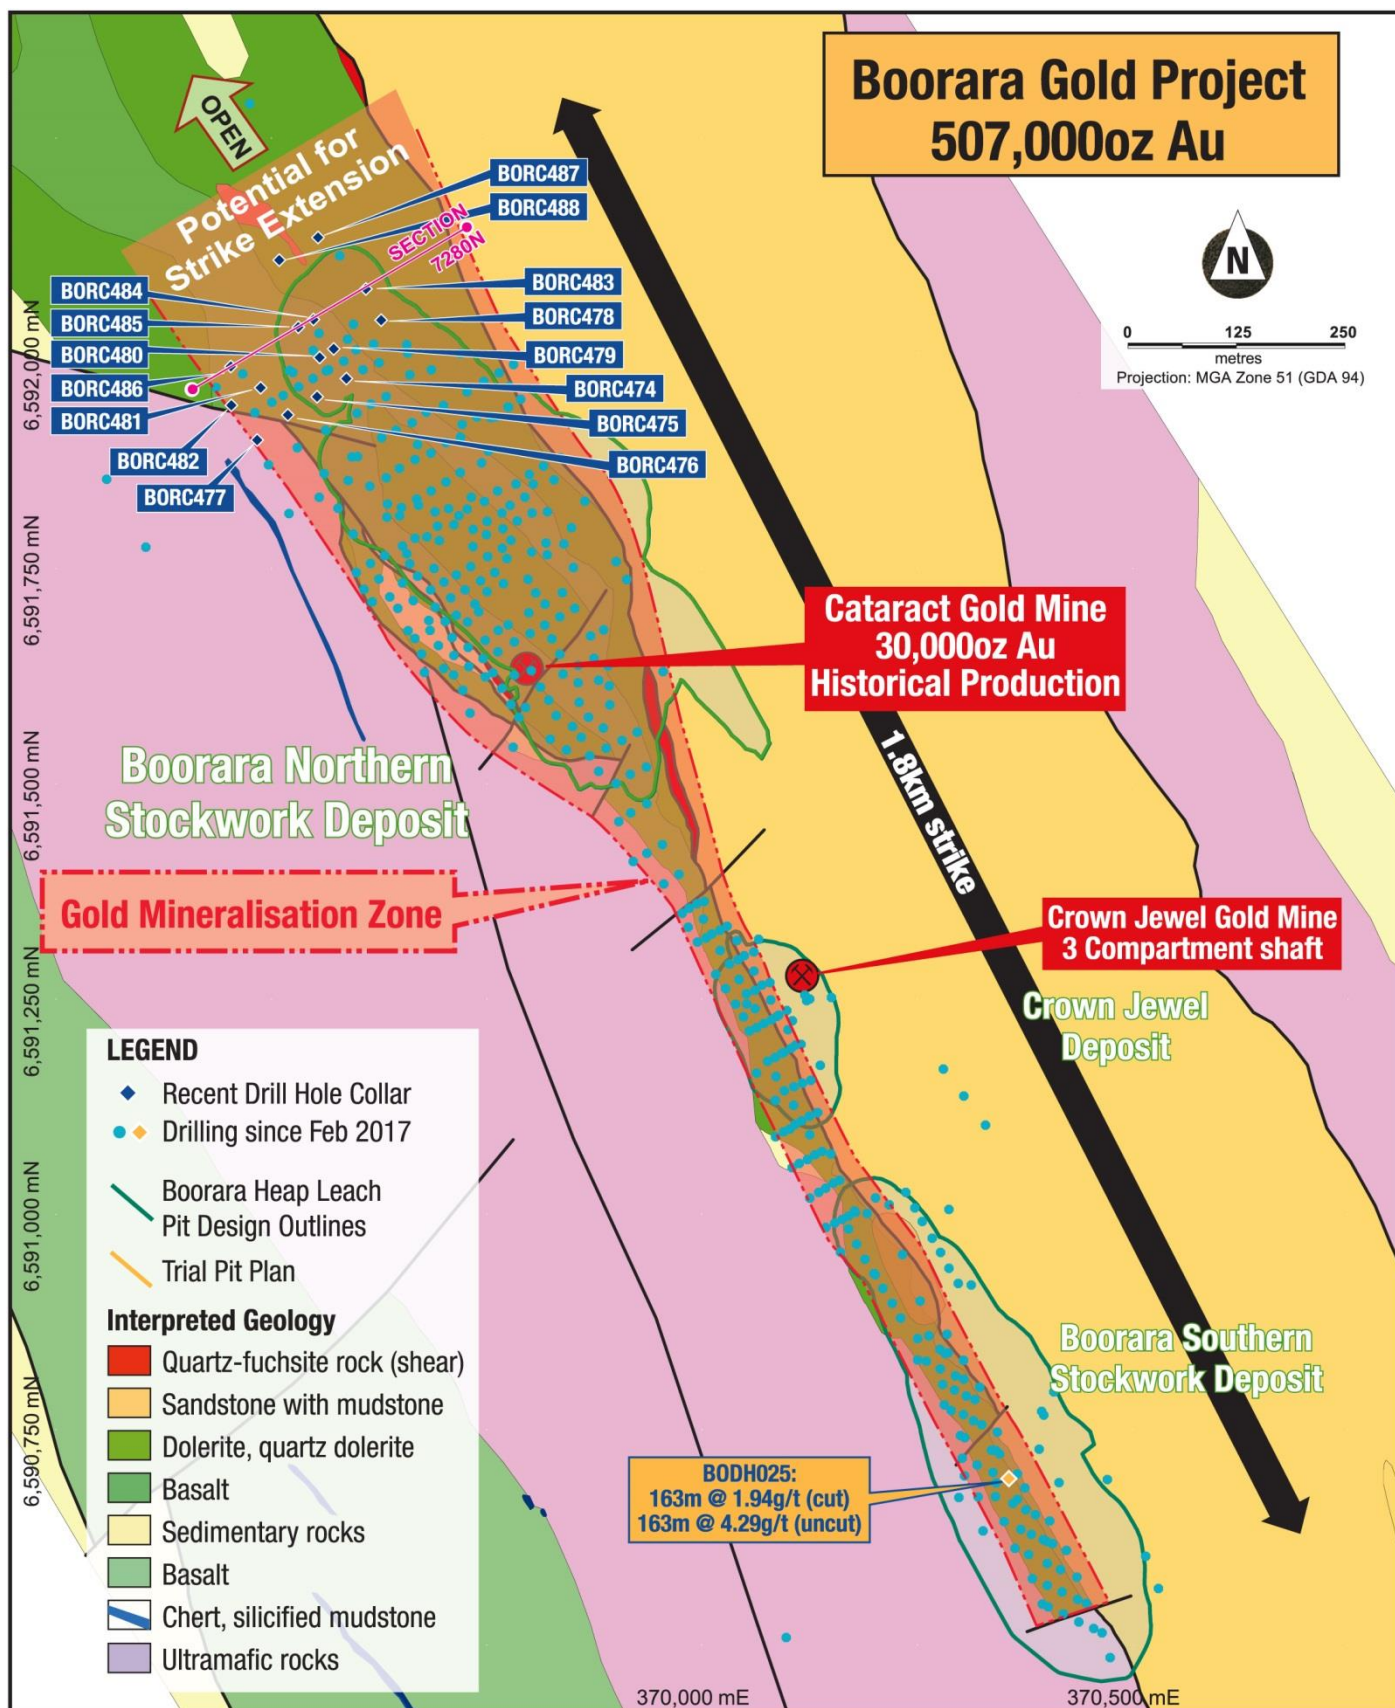 Boorara Gold Project
507,000oz Au
OPEN
Potential for
Strike Extension
BORC487
BORC488
SECTION
7280N
N
0 125 250
metres
Projection: MGA Zone 51 (GDA 94)
BORC484
BORC485
BORC480
BORC486
BORC481
BORC482
BORC477
BORC483
BORC478
BORC479
BORC474
BORC475
BORC476
6,592,000 mN
6,591,750 mN
6,591,500 mN
6,591,250 mN
6,591,000 mN
6,590,750 mN
Cataract Gold Mine
30,000oz Au
Historical Production
Boorara Northern
Stockwork Deposit
1.8km strike
Gold Mineralisation Zone
Crown Jewel Gold Mine
3 Compartment shaft
Crown Jewel
Deposit
LEGEND
Recent Drill Hole Collar
Drilling since Feb 2017
Boorara Heap Leach
Pit Design Outlines
Trial Pit Plan
Interpreted Geology
Quartz-fuchsite rock (shear)
Sandstone with mudstone
Dolerite, quartz dolerite
Basalt
Sedimentary rocks
Basalt
Chert, silicified mudstone
Ultramafic rocks
Boorara Southern
Stockwork Deposit
BODH025:
163m @ 1.94g/t (cut)
163m @ 4.29g/t (uncut)
370,000 mE
370,500 mE